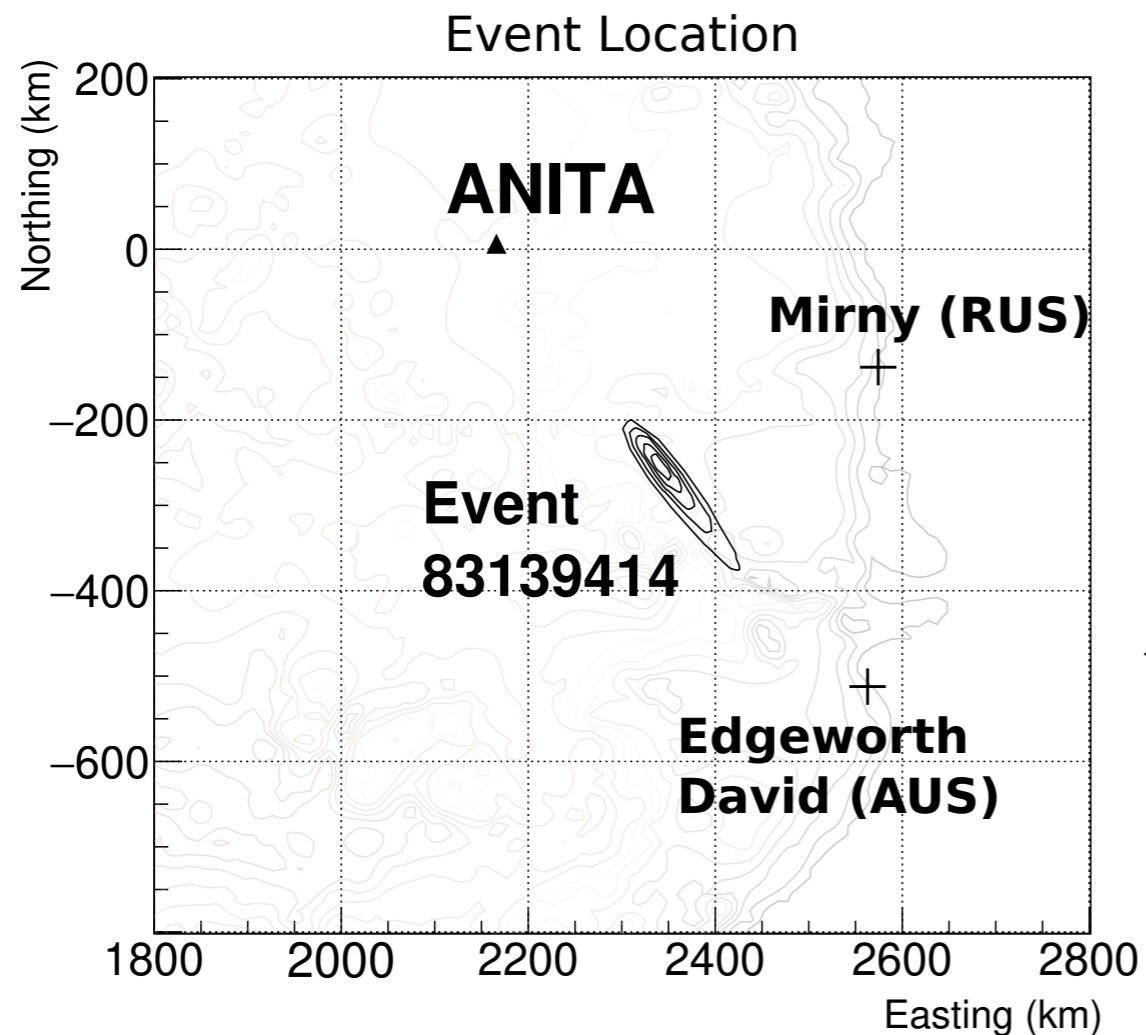 Event Location
Northing (km)
200
0
−200
−400
−600
ANITA
Mirny (RUS)
Event
83139414
Edgeworth
David (AUS)
1800 2000 2200 2400 2600 2800
Easting (km)